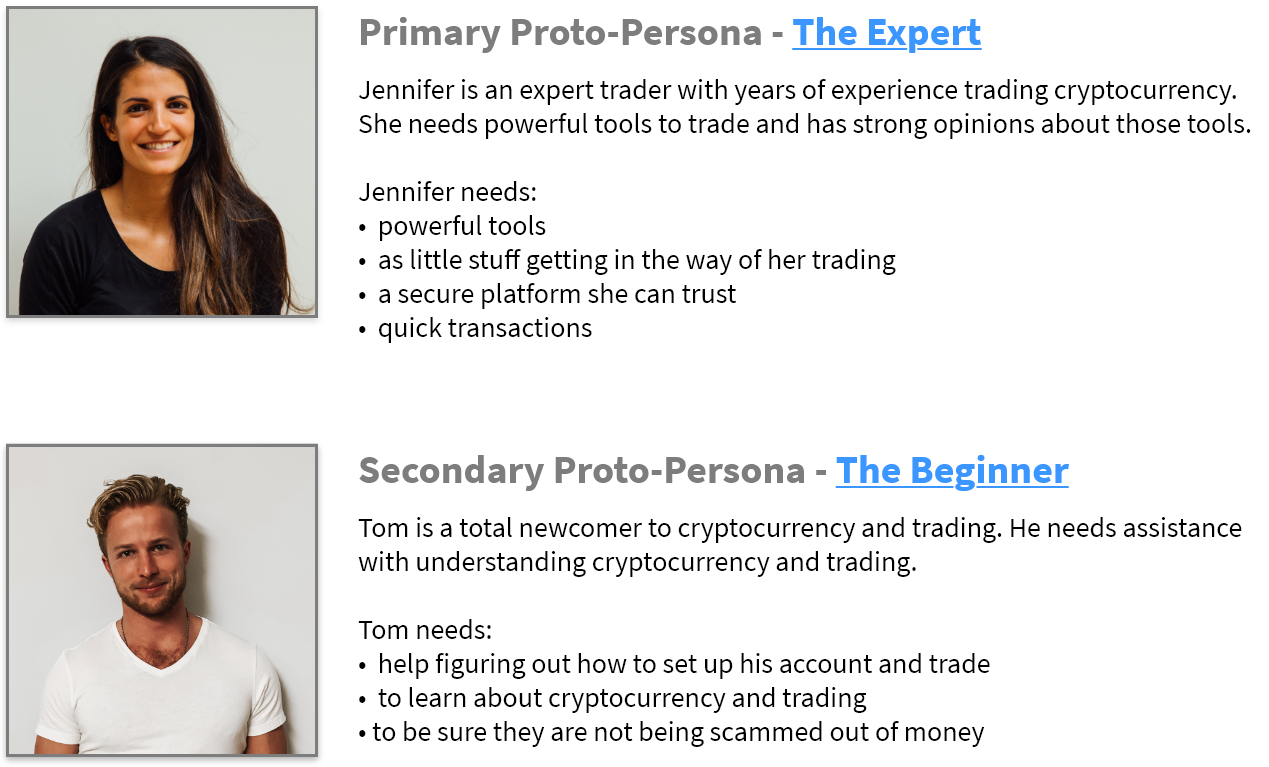 Primary Proto-Persona - The Expert
Jennifer is an expert trader with years of experience trading cryptocurrency.
She needs powerful tools to trade and has strong opinions about those tools.
Jennifer needs:
• powerful tools
• as little stuff getting in the way of her trading
• a secure platform she can trust
• quick transactions
Secondary Proto-Persona - The Beginner
Tom is a total newcomer to cryptocurrency and trading. He needs assistance
with understanding cryptocurrency and trading.
Tom needs:
• help figuring out how to set up his account and trade
• to learn about cryptocurrency and trading
• to be sure they are not being scammed out of money